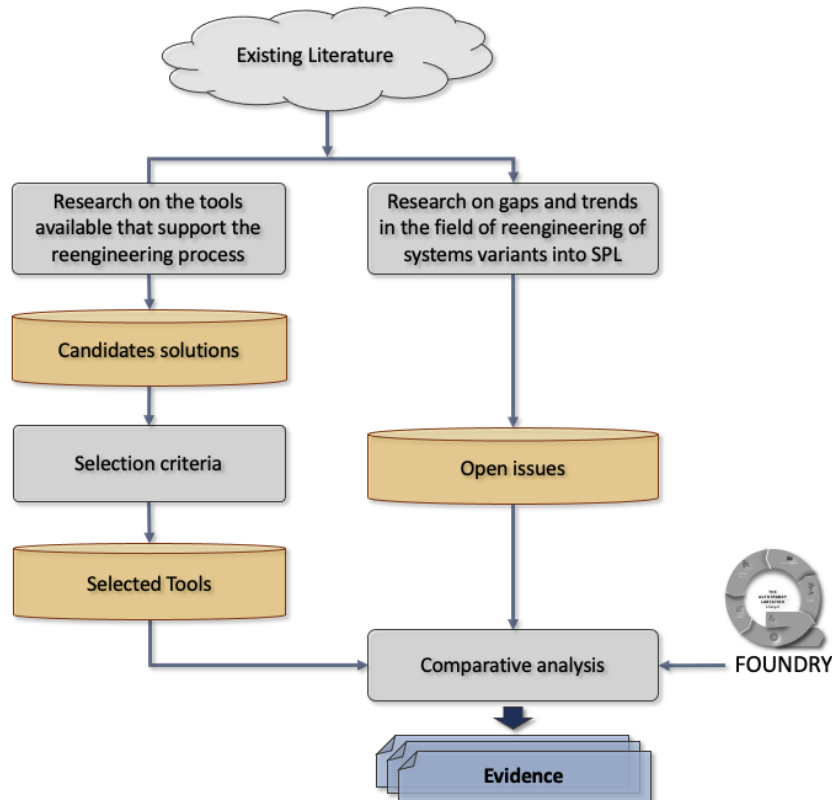 Existing Literature
Research on the tools
available that support the
reengineering process
Research on gaps and trends
in the field of reengineering of
systems variants into SPL
Candidates solutions
Selection criteria
Open issues
Selected Tools
THE
FOUNDRY
Comparative analysis
Evidence